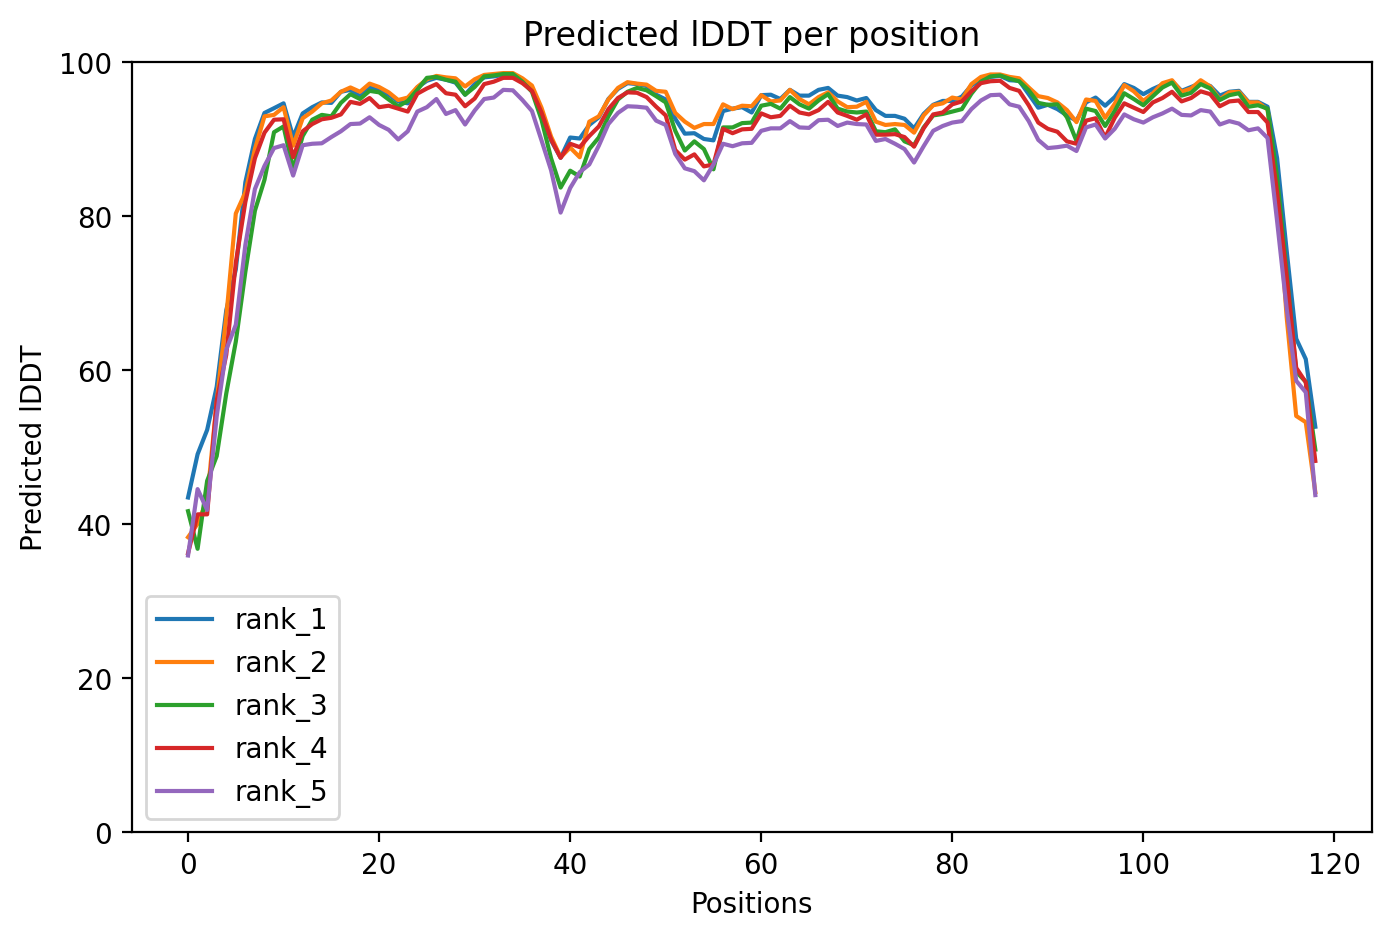 Predicted lDDT per position
100
80
60
40
20
0
Predicted lDDT
rank_1
rank_2
rank_3
rank_4
rank_5
0 20 40 60 80 100 120
Positions